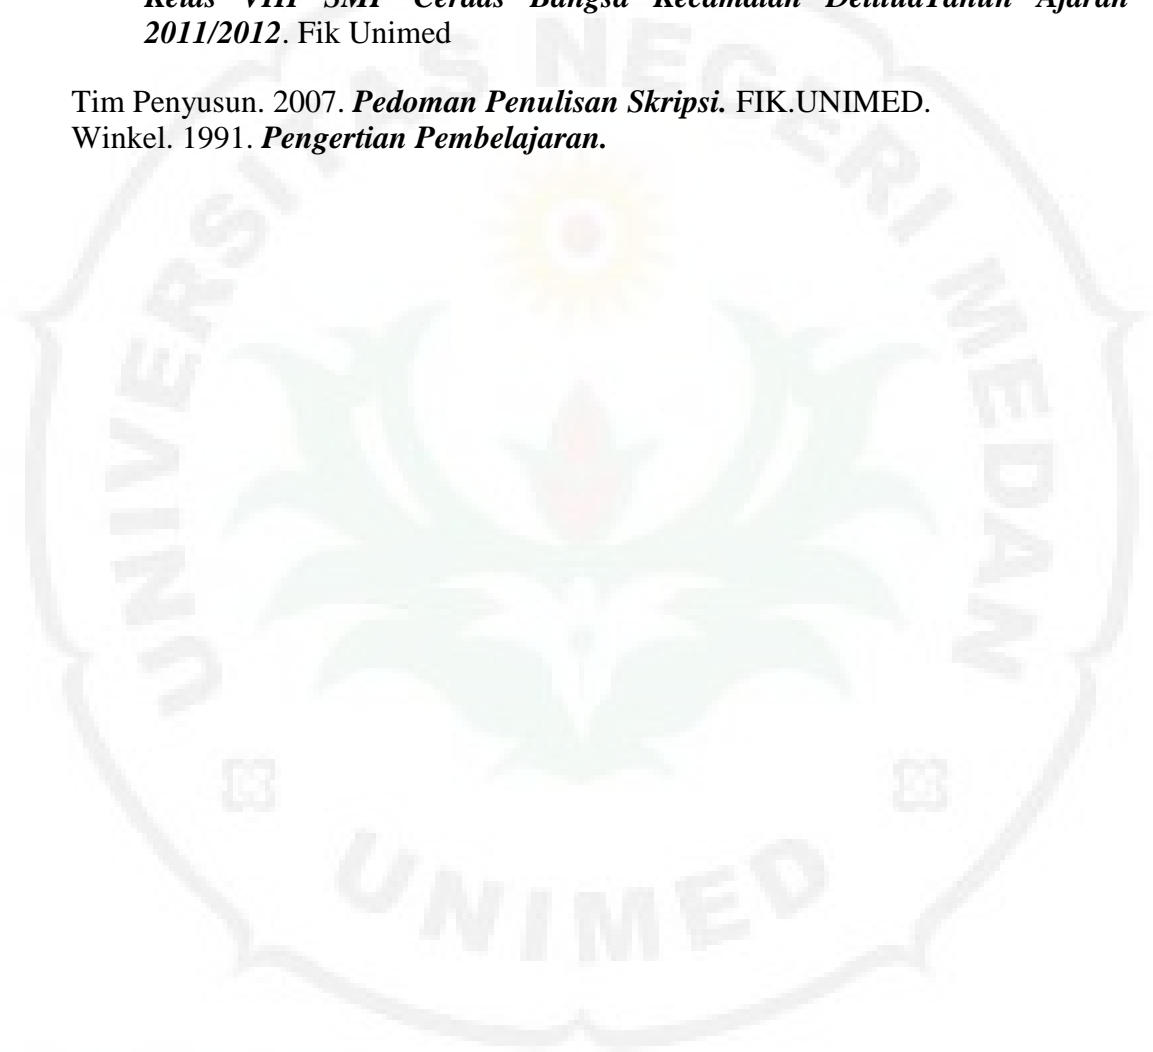 Kelas VIII SMP Cerdas Bangsa Kecamatan DelituaTahun Ajaran
2011/2012. Fik Unimed
Tim Penyusun. 2007. Pedoman Penulisan Skripsi. FIK.UNIMED.
Winkel. 1991. Pengertian Pembelajaran.
UNIVERSITAS NEGERI MEDAN
UNIMED